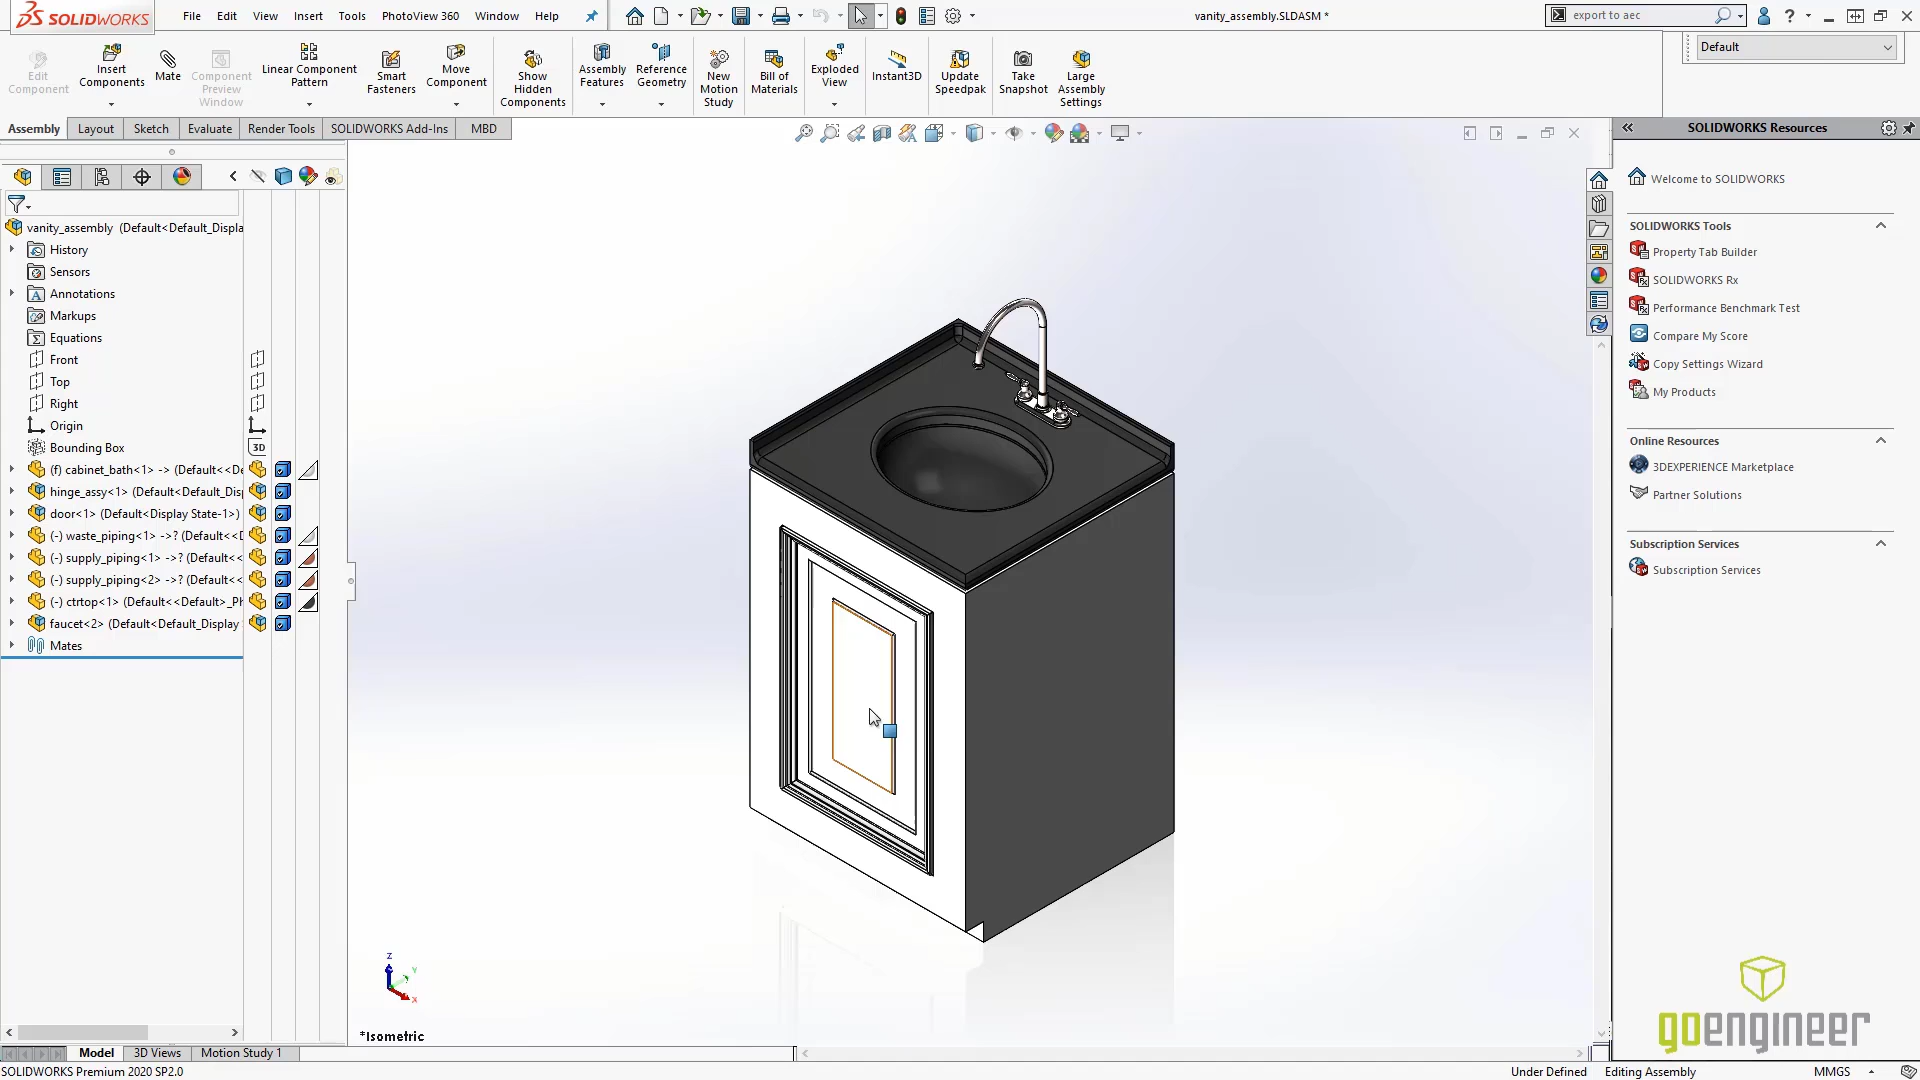 SOLIDWORKS
File Edit View Insert Tools PhotoView 360 Window Help
vanity_assembly.SLDASM *
export to aec
Default
Edit Component
Insert Components
Mate
Component Preview Window
Linear Component Pattern
Smart Fasteners
Move Component
Show Hidden Components
Assembly Features
Reference Geometry
New Motion Study
Bill of Materials
Exploded View
Instant3D
Update Speedpak
Take Snapshot
Large Assembly Settings
Assembly Layout Sketch Evaluate Render Tools SOLIDWORKS Add-Ins MBD
vanity_assembly (Default<Default_Displa
History
Sensors
Annotations
Markups
Equations
Front
Top
Right
Origin
Bounding Box
3D
(f) cabinet_bath<1> -> (Default<<De
hinge_assy<1> (Default<Default_Disp
door<1> (Default<Display State-1>)
(-) waste_piping<1> ->? (Default<<D
(-) supply_piping<1> ->? (Default<<
(-) supply_piping<2> ->? (Default<<
(-) ctrtop<1> (Default<<Default>_Ph
faucet<2> (Default<Default_Display
Mates
Z
Y
X
*Isometric
SOLIDWORKS Resources
Welcome to SOLIDWORKS
SOLIDWORKS Tools
Property Tab Builder
SOLIDWORKS Rx
Performance Benchmark Test
Compare My Score
Copy Settings Wizard
My Products
Online Resources
3DEXPERIENCE Marketplace
Partner Solutions
Subscription Services
Subscription Services
goengineer
Model 3D Views Motion Study 1
SOLIDWORKS Premium 2020 SP2.0
Under Defined Editing Assembly MMGS